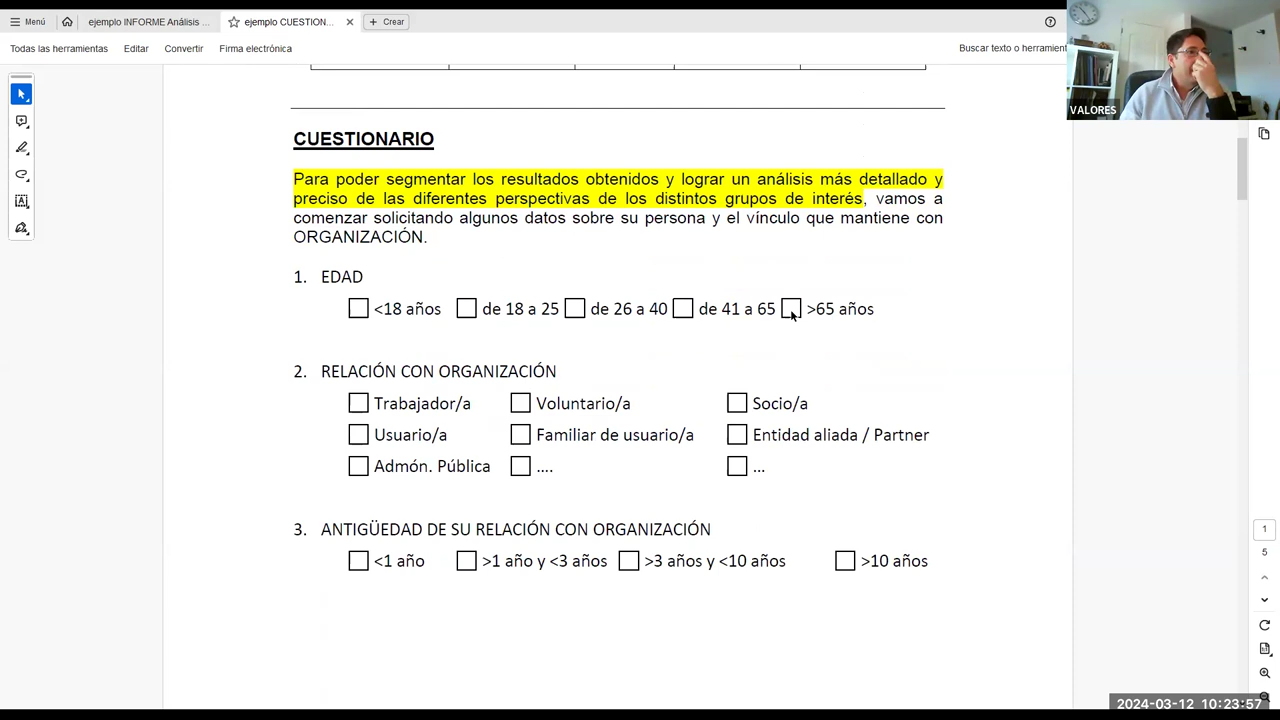 Menú
ejemplo INFORME Análisis ...
ejemplo CUESTION...
Crear
Todas las herramientas
Editar
Convertir
Firma electrónica
Buscar texto o herramient
VALORES
CUESTIONARIO
Para poder segmentar los resultados obtenidos y lograr un análisis más detallado y
preciso de las diferentes perspectivas de los distintos grupos de interés, vamos a
comenzar solicitando algunos datos sobre su persona y el vínculo que mantiene con
ORGANIZACIÓN.
1. EDAD
<18 años de 18 a 25 de 26 a 40 de 41 a 65 >65 años
2. RELACIÓN CON ORGANIZACIÓN
Trabajador/a Voluntario/a Socio/a
Usuario/a Familiar de usuario/a Entidad aliada / Partner
Admón. Pública .... ...
3. ANTIGÜEDAD DE SU RELACIÓN CON ORGANIZACIÓN
<1 año >1 año y <3 años >3 años y <10 años >10 años
1
5
2024-03-12 10:23:57